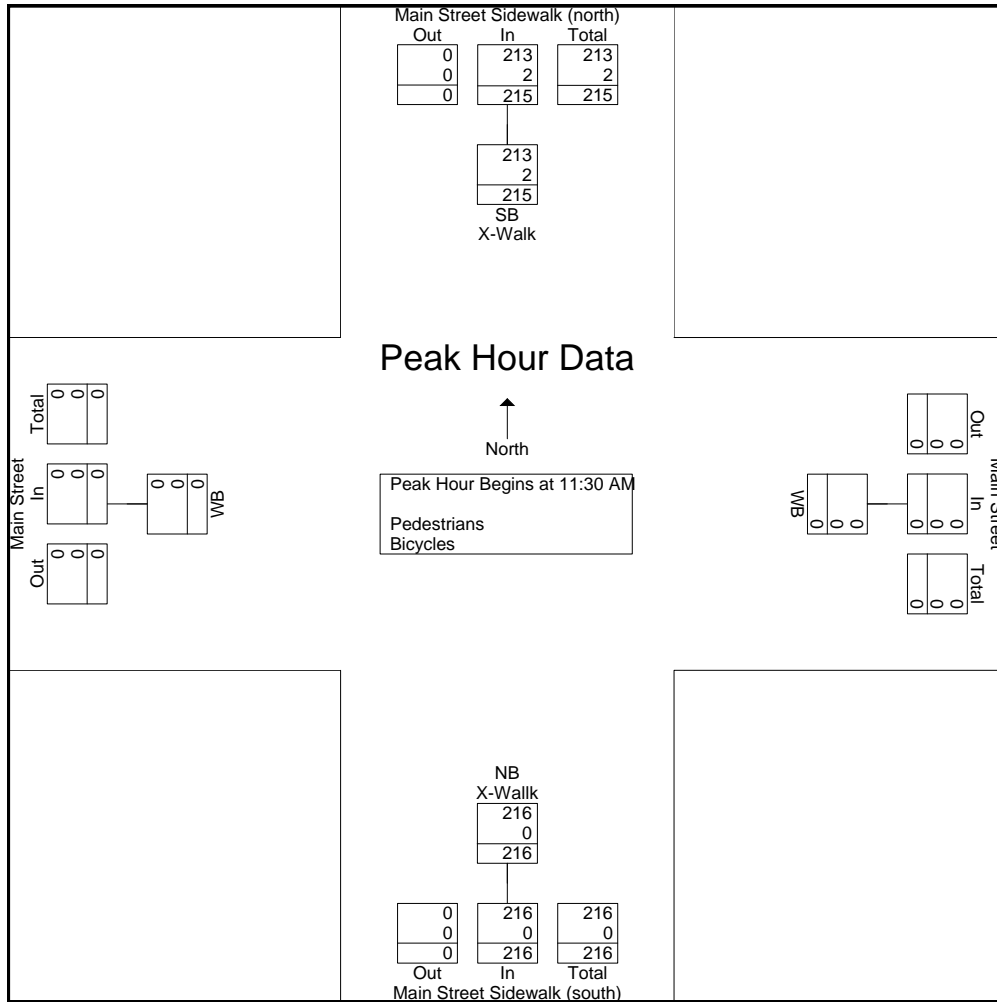 Main Street Sidewalk (north)
Out In Total
0 213 213
0 2 2
0 215 215
213
2
215
SB
X-Walk
Peak Hour Data
North
Peak Hour Begins at 11:30 AM
Pedestrians
Bicycles
Main Street
Out In Total
0 0 0
0 0 0
0 0 0
WB
0
0
0
Main Street
Out In Total
0 0 0
0 0 0
0 0 0
WB
0
0
0
NB
X-Wallk
216
0
216
0 216 216
0 0 0
0 216 216
Out In Total
Main Street Sidewalk (south)